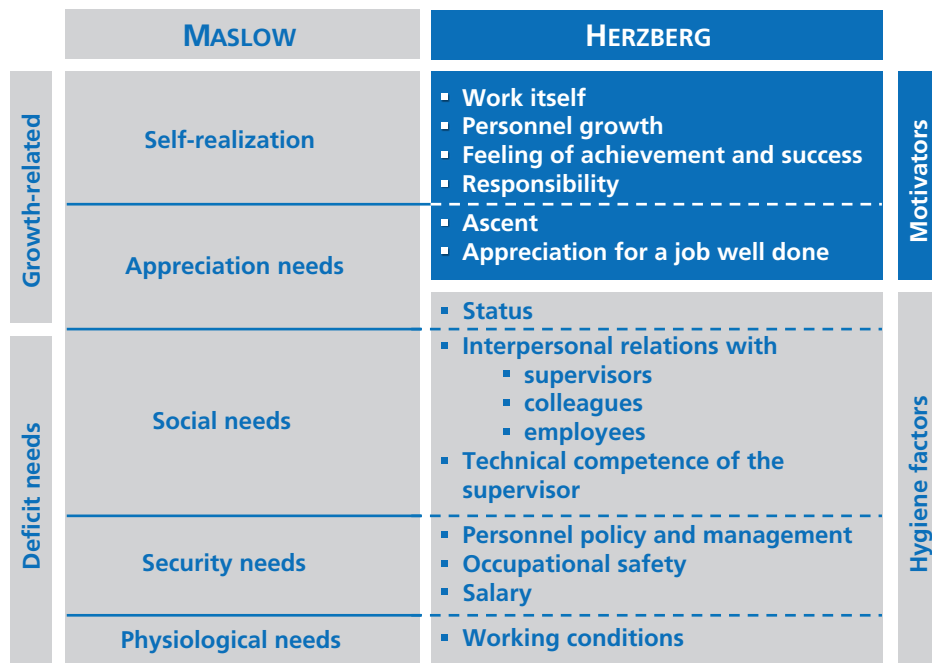 MASLOW
HERZBERG
Growth-related
Self-realization
▪ Work itself
▪ Personnel growth
▪ Feeling of achievement and success
▪ Responsibility
Motivators
Appreciation needs
▪ Ascent
▪ Appreciation for a job well done
▪ Status
Deficit needs
Social needs
▪ Interpersonal relations with
▪ supervisors
▪ colleagues
▪ employees
▪ Technical competence of the
supervisor
Hygiene factors
Security needs
▪ Personnel policy and management
▪ Occupational safety
▪ Salary
Physiological needs
▪ Working conditions